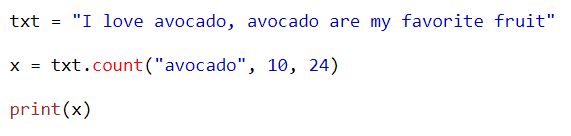 txt = "I love avocado, avocado are my favorite fruit"
x = txt.count("avocado", 10, 24)
print(x)